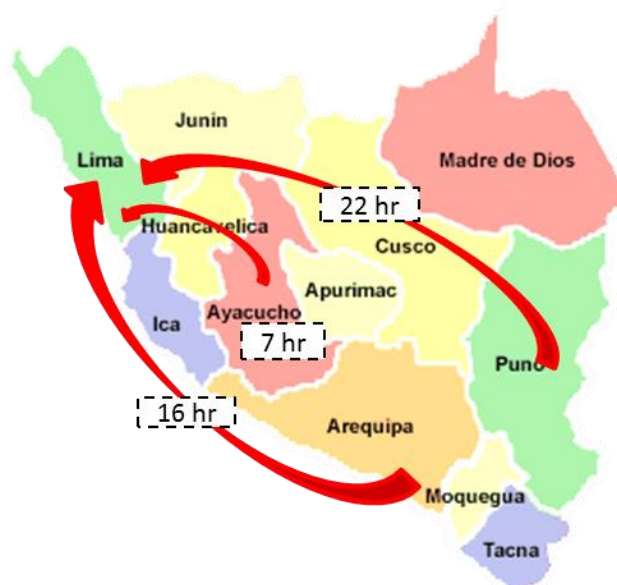 Junin
Lima
Madre de Dios
22 hr
Huancavelica
Cusco
Apurimac
Ica
Ayacucho
7 hr
Puno
16 hr
Arequipa
Moquegua
Tacna